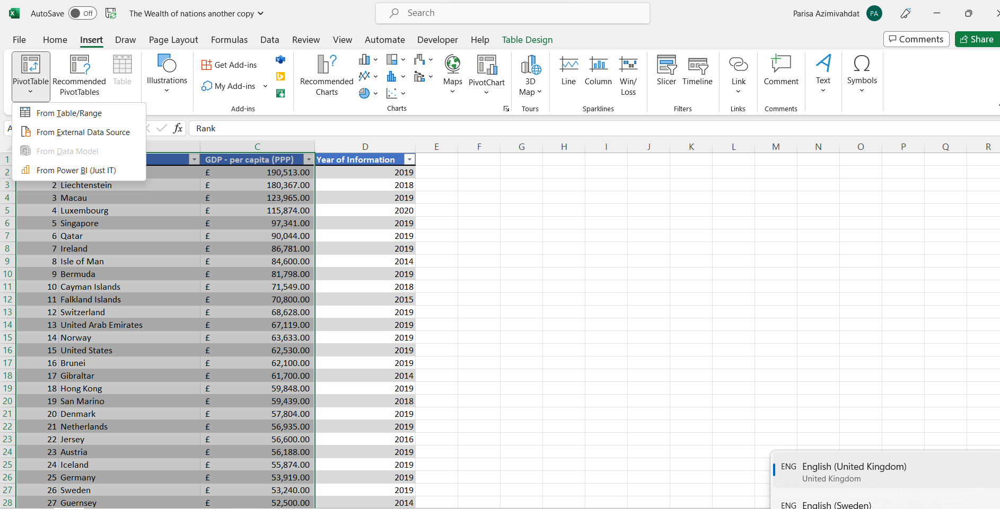 AutoSave Off The Wealth of nations another copy Search Parisa Azimivahdat PA
File Home Insert Draw Page Layout Formulas Data Review View Automate Developer Help Table Design Comments Share
PivotTable Recommended PivotTables Table Illustrations Get Add-ins My Add-ins Recommended Charts Maps PivotChart 3D Map Line Column Win/ Loss Slicer Timeline Link Comment Text Symbols
Add-ins Charts Tours Sparklines Filters Links Comments
From Table/Range
From External Data Source
From Data Model
From Power BI (Just IT)
A fx Rank
C D E F G H I J K L M N O P Q R
1 GDP - per capita (PPP) Year of Information
2 £ 190,513.00 2019
3 2 Liechtenstein £ 180,367.00 2018
4 3 Macau £ 123,965.00 2019
5 4 Luxembourg £ 115,874.00 2020
6 5 Singapore £ 97,341.00 2019
7 6 Qatar £ 90,044.00 2019
8 7 Ireland £ 86,781.00 2019
9 8 Isle of Man £ 84,600.00 2014
10 9 Bermuda £ 81,798.00 2019
11 10 Cayman Islands £ 71,549.00 2018
12 11 Falkland Islands £ 70,800.00 2015
13 12 Switzerland £ 68,628.00 2019
14 13 United Arab Emirates £ 67,119.00 2019
15 14 Norway £ 63,633.00 2019
16 15 United States £ 62,530.00 2019
17 16 Brunei £ 62,100.00 2019
18 17 Gibraltar £ 61,700.00 2014
19 18 Hong Kong £ 59,848.00 2019
20 19 San Marino £ 59,439.00 2018
21 20 Denmark £ 57,804.00 2019
22 21 Netherlands £ 56,935.00 2019
23 22 Jersey £ 56,600.00 2016
24 23 Austria £ 56,188.00 2019
25 24 Iceland £ 55,874.00 2019
26 25 Germany £ 53,919.00 2019
27 26 Sweden £ 53,240.00 2019
28 27 Guernsey £ 52,500.00 2014
ENG English (United Kingdom)
United Kingdom
ENG English (Sweden)